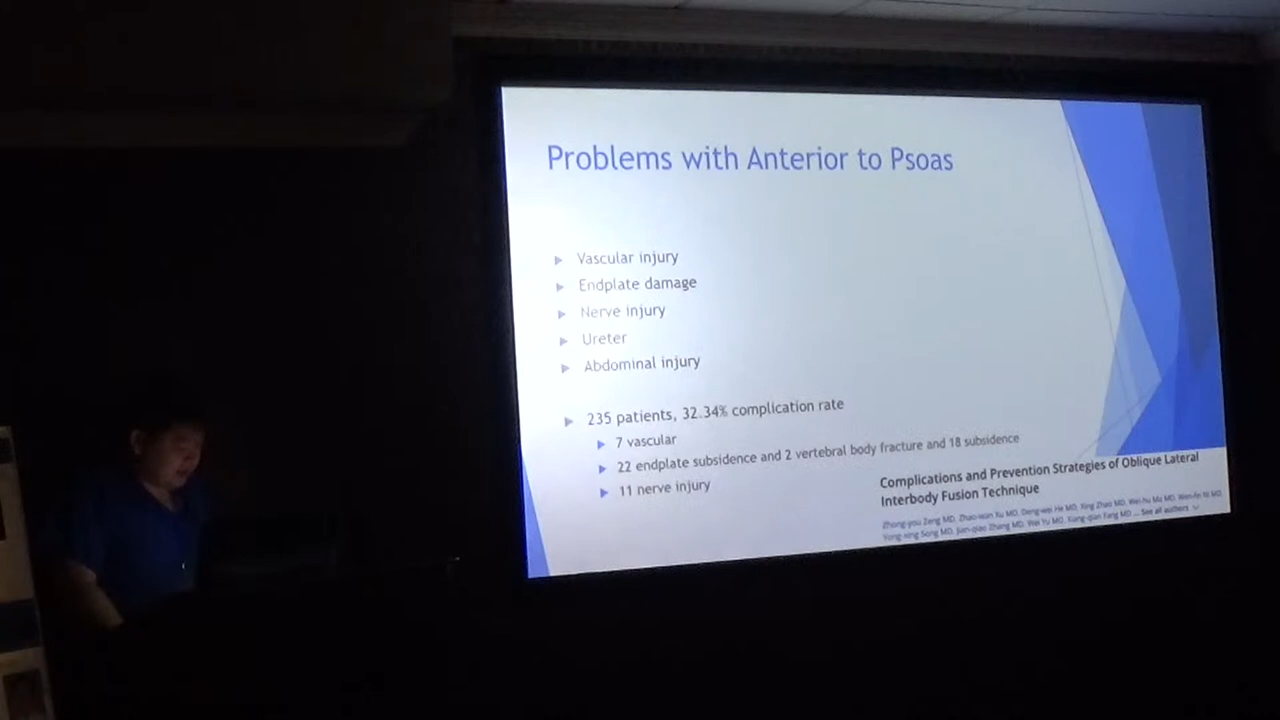 Problems with Anterior to Psoas
Vascular injury
Endplate damage
Nerve injury
Ureter
Abdominal injury
235 patients, 32.34% complication rate
7 vascular
22 endplate subsidence and 2 vertebral body fracture and 18 subsidence
11 nerve injury
Complications and Prevention Strategies of Oblique Lateral
Interbody Fusion Technique
Zhong-you Zeng MD, Zhao-wan Xu MD, Deng-wei He MD, Xing Zhao MD, Wei-hu Ma MD, Wen-fei Ni MD,
Yong-xing Song MD, Jian-qiao Zhang MD, Wei Yu MD, Xiang-qian Fang MD ... See all authors